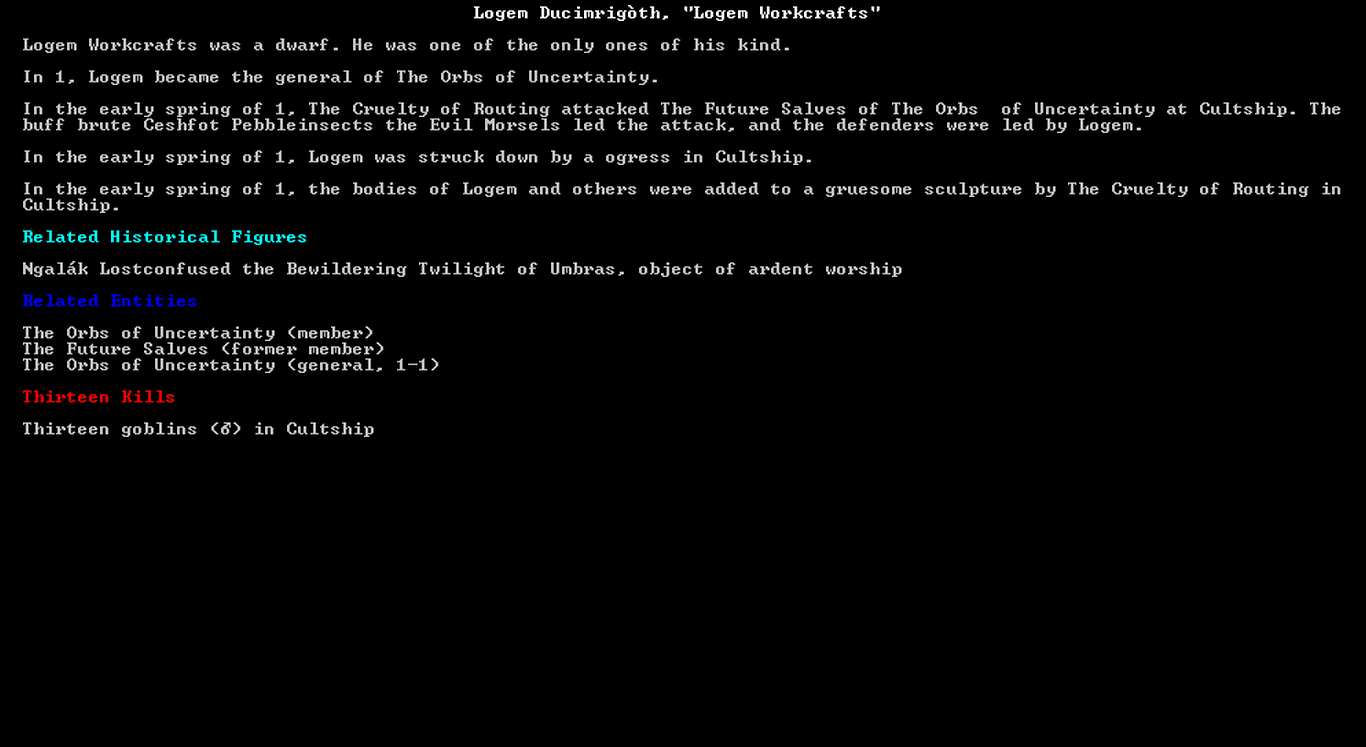 Logem Ducimrigòth, "Logem Workcrafts"
Logem Workcrafts was a dwarf. He was one of the only ones of his kind.
In 1, Logem became the general of The Orbs of Uncertainty.
In the early spring of 1, The Cruelty of Routing attacked The Future Salves of The Orbs  of Uncertainty at Cultship. The
buff brute Ceshfot Pebbleinsects the Evil Morsels led the attack, and the defenders were led by Logem.
In the early spring of 1, Logem was struck down by a ogress in Cultship.
In the early spring of 1, the bodies of Logem and others were added to a gruesome sculpture by The Cruelty of Routing in
Cultship.
Related Historical Figures
Ngalák Lostconfused the Bewildering Twilight of Umbras, object of ardent worship
Related Entities
The Orbs of Uncertainty (member)
The Future Salves (former member)
The Orbs of Uncertainty (general, 1-1)
Thirteen Kills
Thirteen goblins (♂) in Cultship